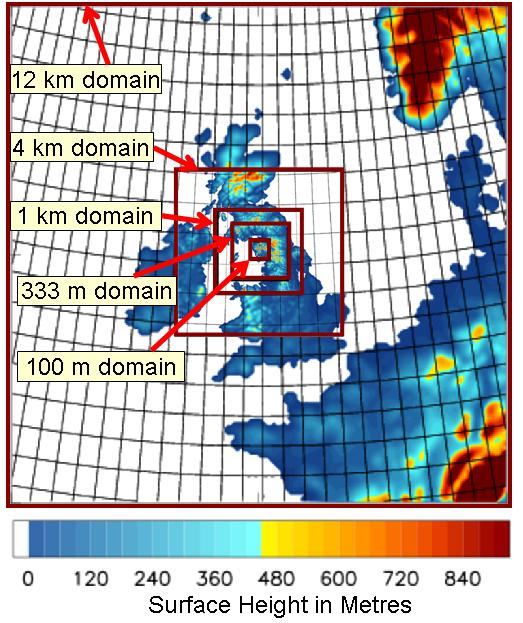 12 km domain
4 km domain
1 km domain
333 m domain
100 m domain
0 120 240 360 480 600 720 840
Surface Height in Metres